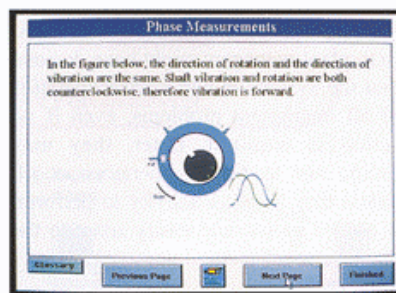 Phase Measurements
In the figure below, the direction of rotation and the direction of
vibration are the same. Shaft vibration and rotation are both
counterclockwise, therefore vibration is forward.
Glossary
Previous Page
Next Page
Finished